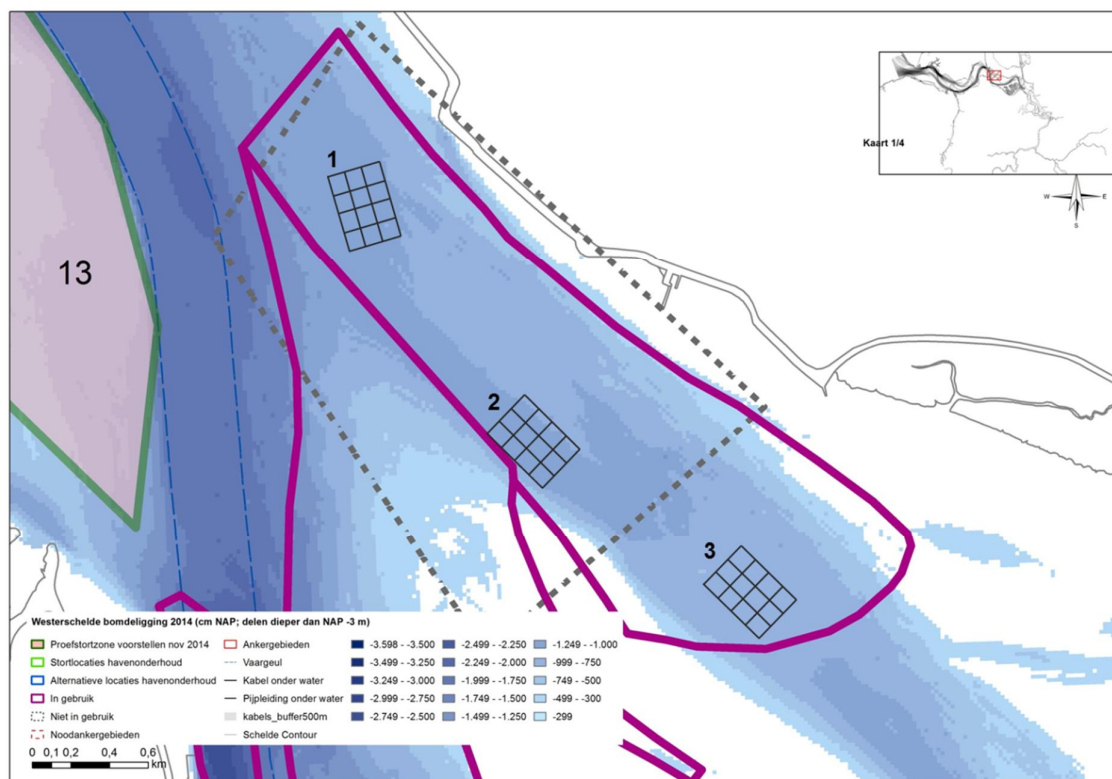 Kaart 1/4
N
W E
S
1
13
2
3
Westerschelde bomdeligging 2014 (cm NAP; delen dieper dan NAP -3 m)
Proefstortzone voorstellen nov 2014
Stortlocaties havenonderhoud
Alternatieve locaties havenonderhoud
In gebruik
Niet in gebruik
Noodankergebieden
Ankergebieden
Vaargeul
Kabel onder water
Pijpleiding onder water
kabels_buffer500m
Schelde Contour
-3.598 - -3.500
-3.499 - -3.250
-3.249 - -3.000
-2.999 - -2.750
-2.749 - -2.500
-2.499 - -2.250
-2.249 - -2.000
-1.999 - -1.750
-1.749 - -1.500
-1.499 - -1.250
-1.249 - -1.000
-999 - -750
-749 - -500
-499 - -300
-299
0 0,1 0,2 0,4 0,6
km